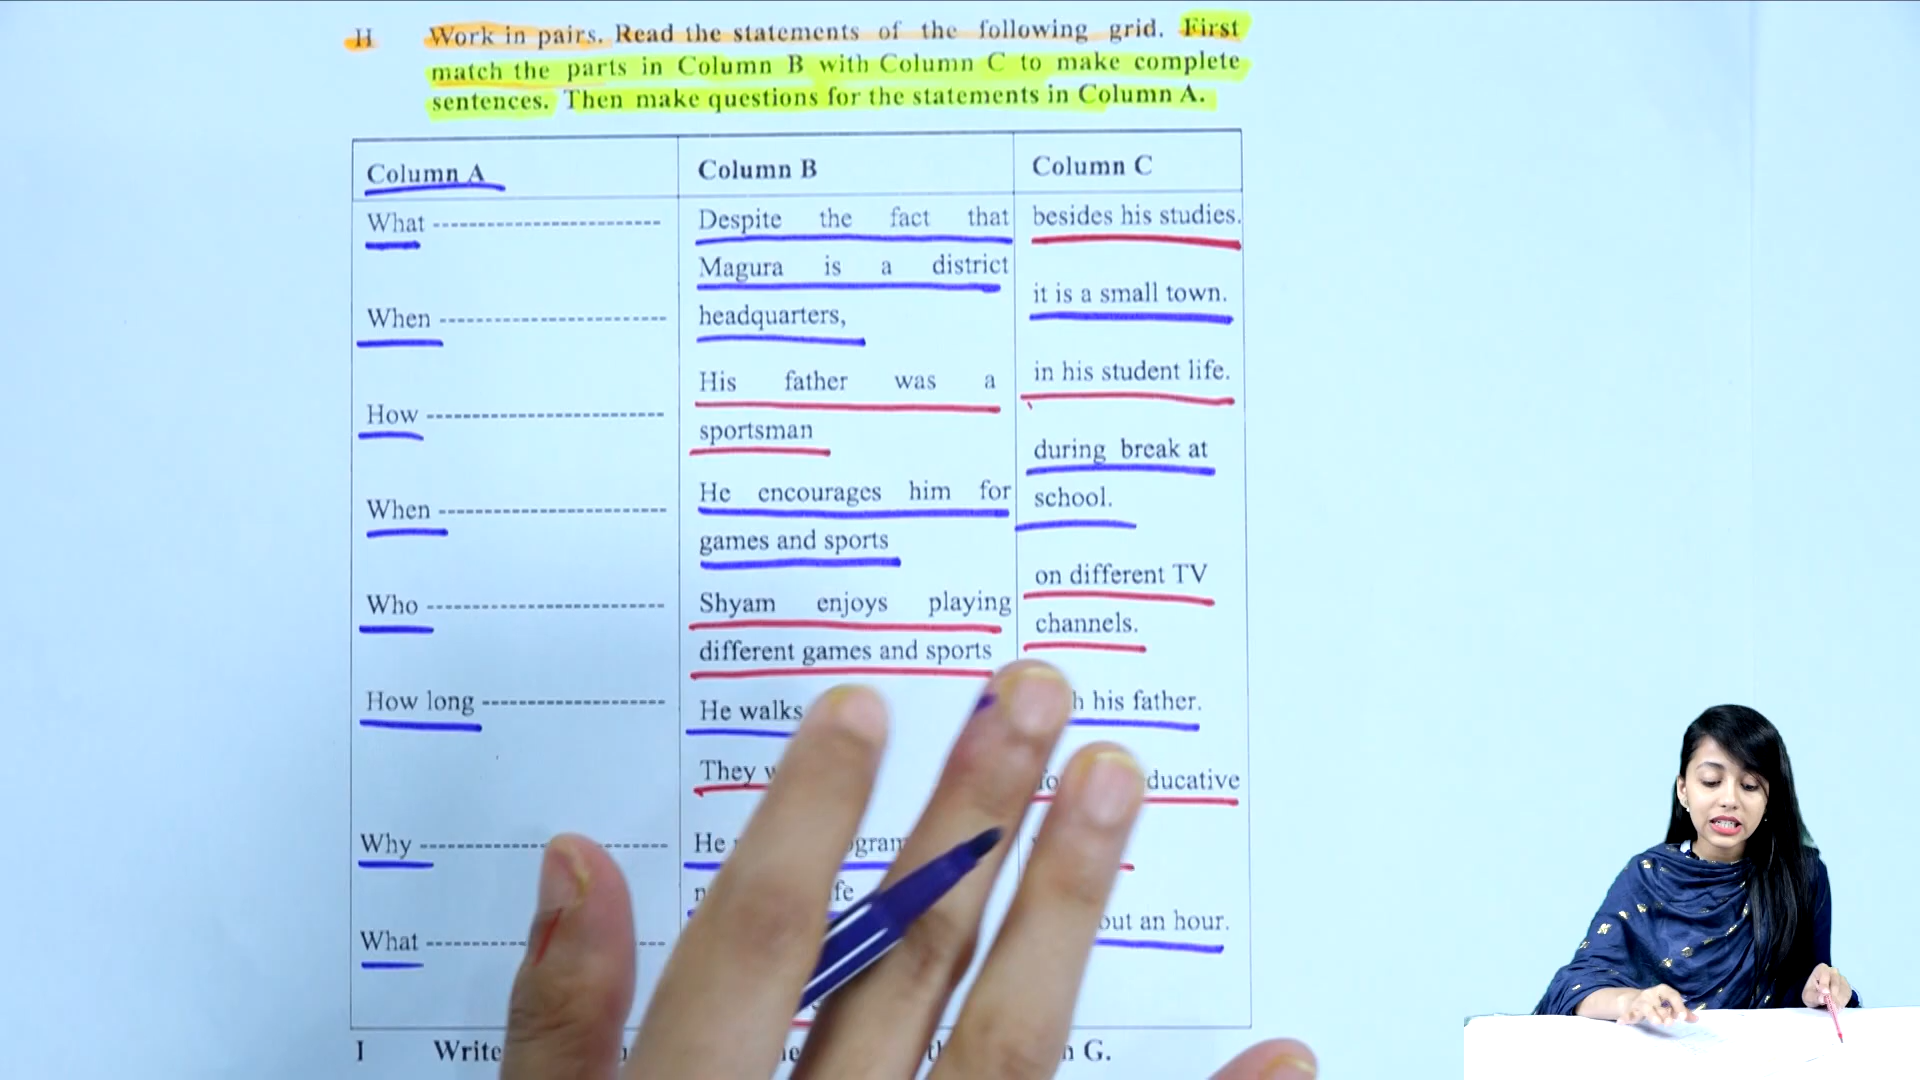 H Work in pairs. Read the statements of the following grid. First
match the parts in Column B with Column C to make complete
sentences. Then make questions for the statements in Column A.
Column A
What ------------------------
When ------------------------
How ------------------------
When ------------------------
Who ------------------------
How long ------------------
Why ------------------------
What ------------------------
Column B
Despite the fact that
Magura is a district
headquarters,
His father was a
sportsman
He encourages him for
games and sports
Shyam enjoys playing
different games and sports
He walks
They
He
Column C
besides his studies.
it is a small town.
in his student life.
during break at
school.
on different TV
channels.
his father.
an hour.
I Write G.